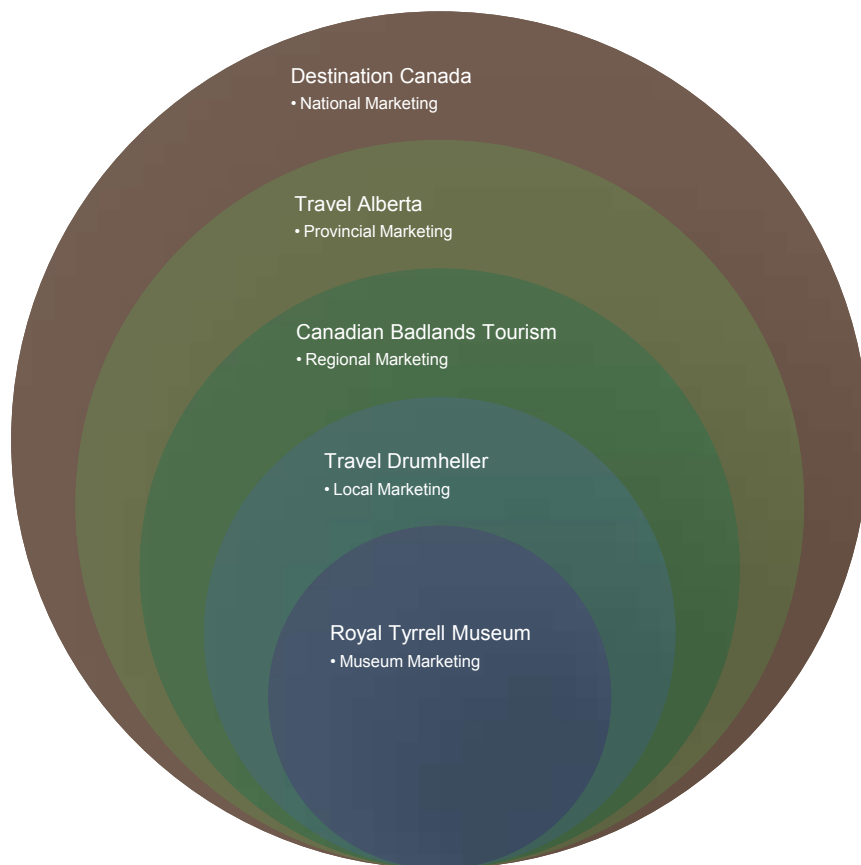 Destination Canada
• National Marketing
Travel Alberta
• Provincial Marketing
Canadian Badlands Tourism
• Regional Marketing
Travel Drumheller
• Local Marketing
Royal Tyrrell Museum
• Museum Marketing